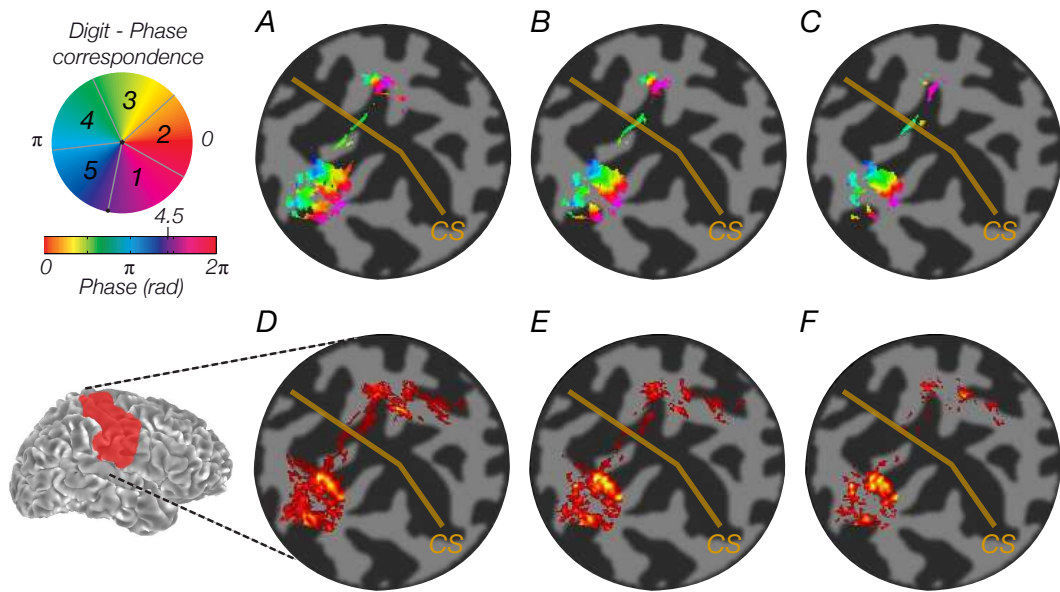 Digit - Phase
correspondence
3
4
2
5
1
π
0
4.5
0
π
2π
Phase (rad)
A
CS
B
CS
C
CS
D
CS
E
CS
F
CS